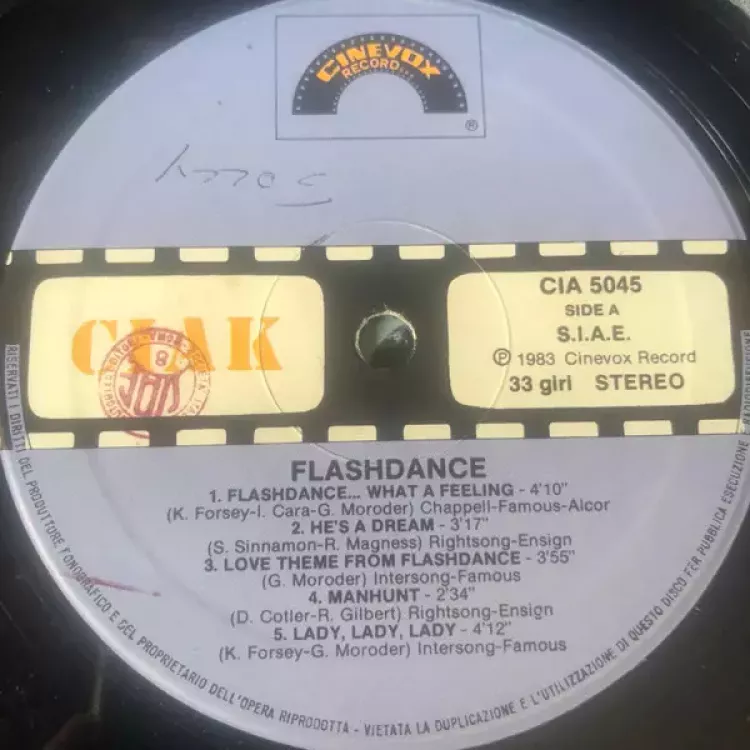 CINEVOX
RECORD
®
CIAK
CIA 5045
SIDE A
S.I.A.E.
Ⓟ 1983 Cinevox Record
33 giri STEREO
FLASHDANCE
1. FLASHDANCE... WHAT A FEELING - 4'10"
(K. Forsey-I. Cara-G. Moroder) Chappell-Famous-Alcor
2. HE'S A DREAM - 3'17"
(S. Sinnamon-R. Magness) Rightsong-Ensign
3. LOVE THEME FROM FLASHDANCE - 3'55"
(G. Moroder) Intersong-Famous
4. MANHUNT - 2'34"
(D. Cotler-R. Gilbert) Rightsong-Ensign
5. LADY, LADY, LADY - 4'12"
(K. Forsey-G. Moroder) Intersong-Famous
RISERVATI I DIRITTI DEL PRODUTTORE FONOGRAFICO E DEL PROPRIETARIO DELL'OPERA RIPRODOTTA - VIETATA LA DUPLICAZIONE E L'UTILIZZAZIONE DI QUESTO DISCO PER PUBBLICA ESECUZIONE E